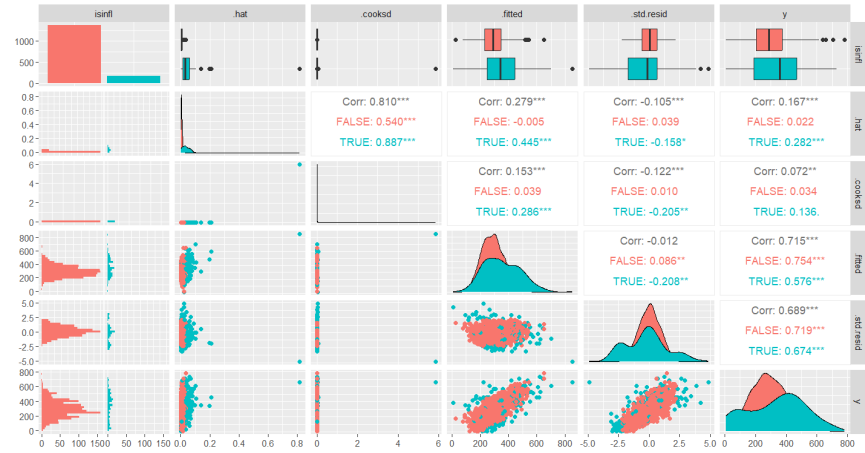 isinfl .hat .cooksd .fitted .std.resid y
1000
500
0
isinfl
0.8
0.6
0.4
0.2
0.0
Corr: 0.810***
FALSE: 0.540***
TRUE: 0.887***
Corr: 0.279***
FALSE: -0.005
TRUE: 0.445***
Corr: -0.105***
FALSE: 0.039
TRUE: -0.158*
Corr: 0.167***
FALSE: 0.022
TRUE: 0.282***
.hat
6
4
2
0
Corr: 0.153***
FALSE: 0.039
TRUE: 0.286***
Corr: -0.122***
FALSE: 0.010
TRUE: -0.205**
Corr: 0.072**
FALSE: 0.034
TRUE: 0.136.
.cooksd
800
600
400
200
0
Corr: -0.012
FALSE: 0.086**
TRUE: -0.208**
Corr: 0.715***
FALSE: 0.754***
TRUE: 0.576***
.fitted
5.0
2.5
0.0
-2.5
-5.0
Corr: 0.689***
FALSE: 0.719***
TRUE: 0.674***
.std.resid
800
600
400
200
0
y
0 50 100 150 0 50 100 150
0.0 0.2 0.4 0.6 0.8
0 2 4 6
0 200 400 600 800
-5.0 -2.5 0.0 2.5 5.0
0 200 400 600 800